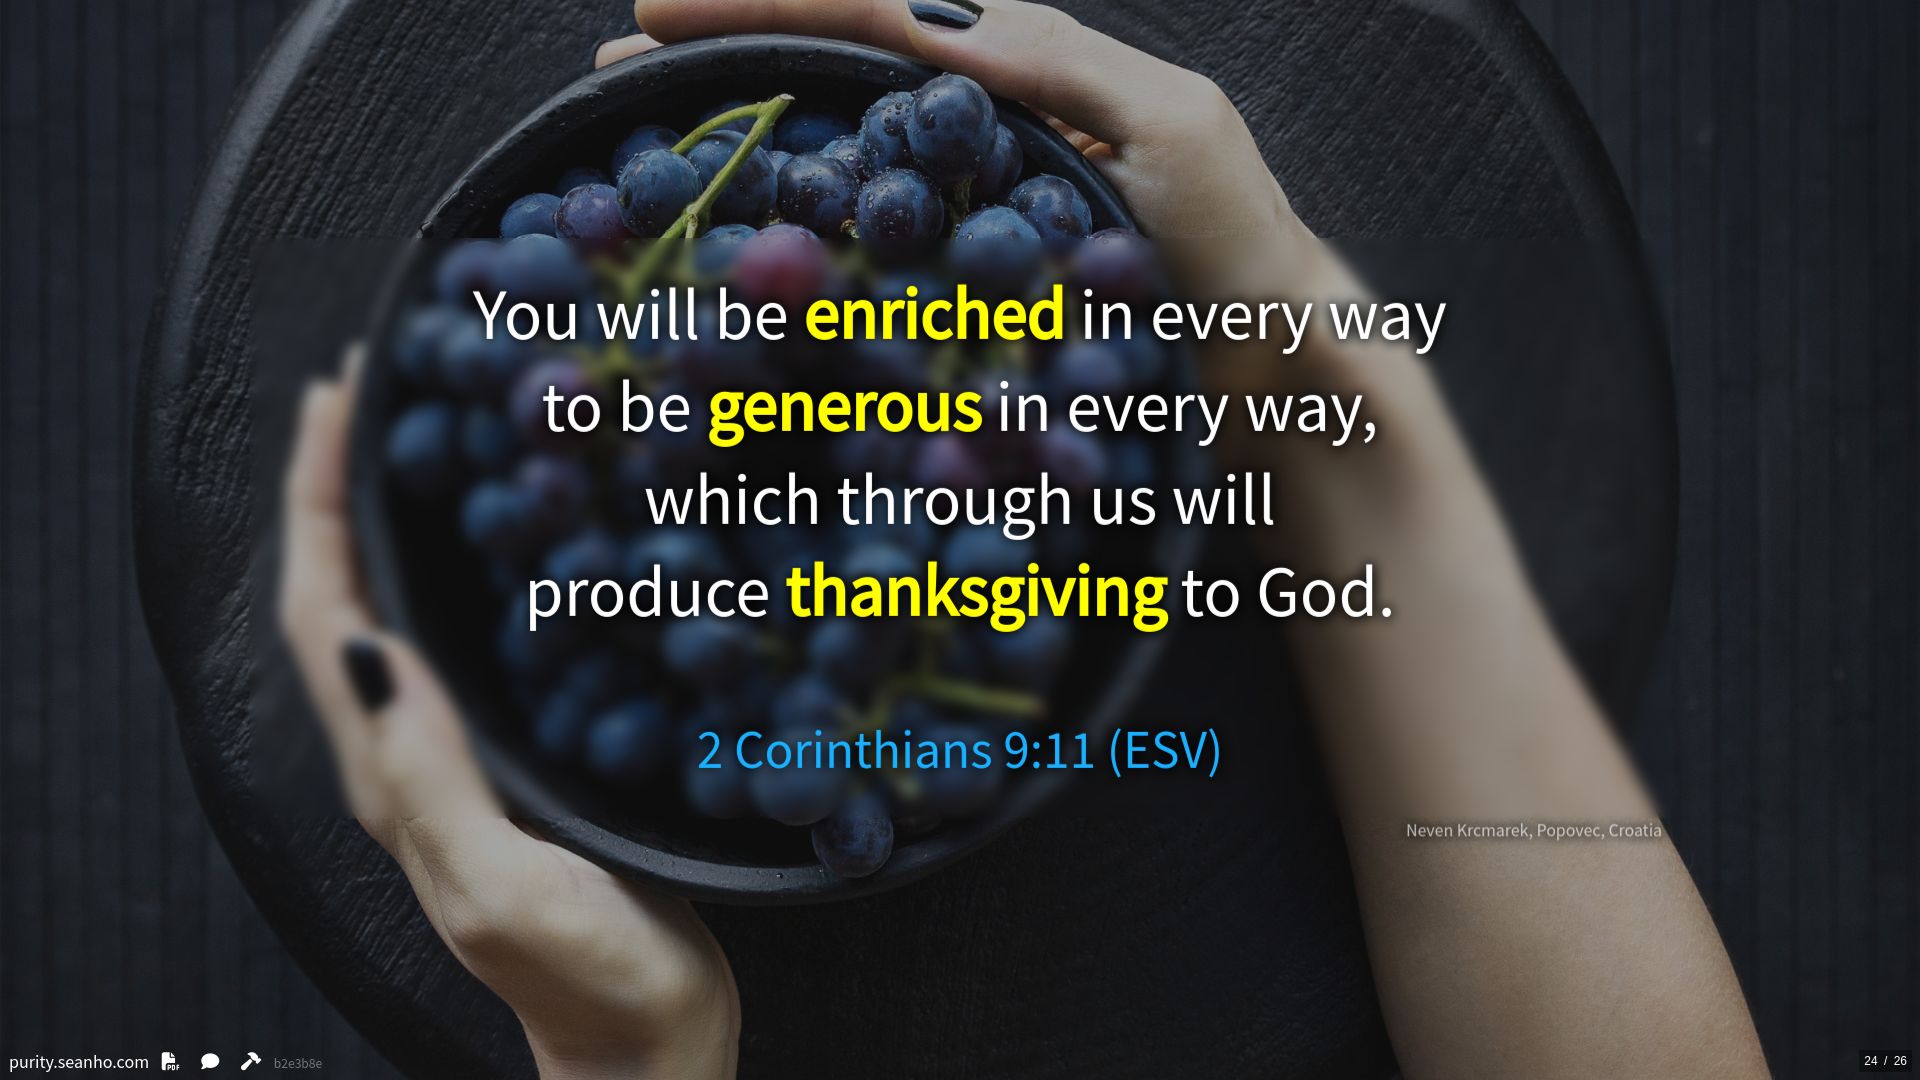 You will be enriched in every way
to be generous in every way,
which through us will
produce thanksgiving to God.
2 Corinthians 9:11 (ESV)
Neven Krcmarek, Popovec, Croatia
purity.seanho.com PDF b2e3b8e
24 / 26